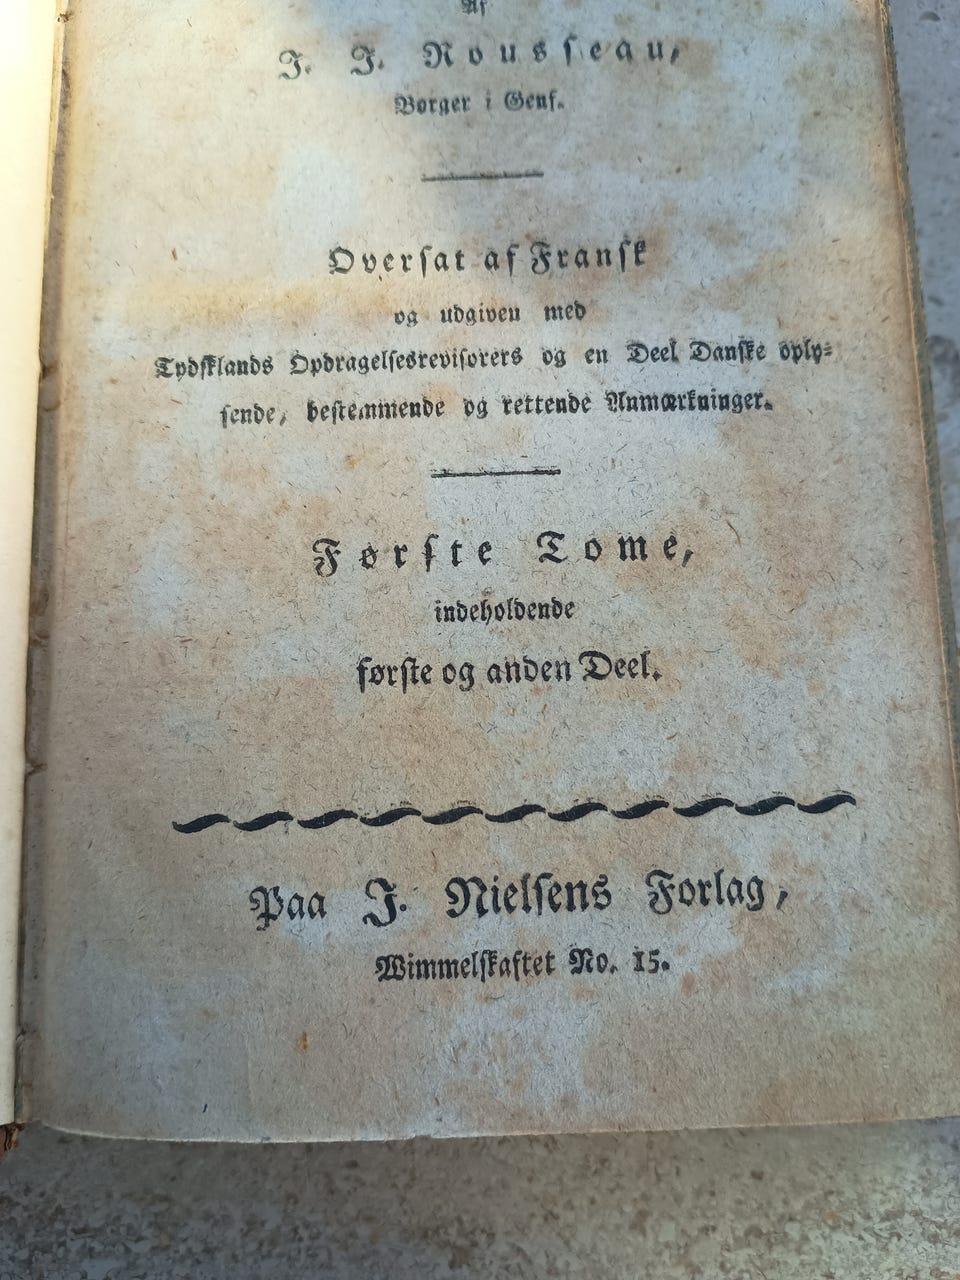 Af
J. J. Rousseau,
Borger i Genf.
Oversat af Fransk
og udgiven med
Tydsklands Opdragelsesrevisorers og en Deel Danske oply-
sende, bestemmende og rettende Anmærkninger.
Første Tome,
indeholdende
første og anden Deel.
Paa J. Nielsens Forlag,
Wimmelskaftet No. 15.